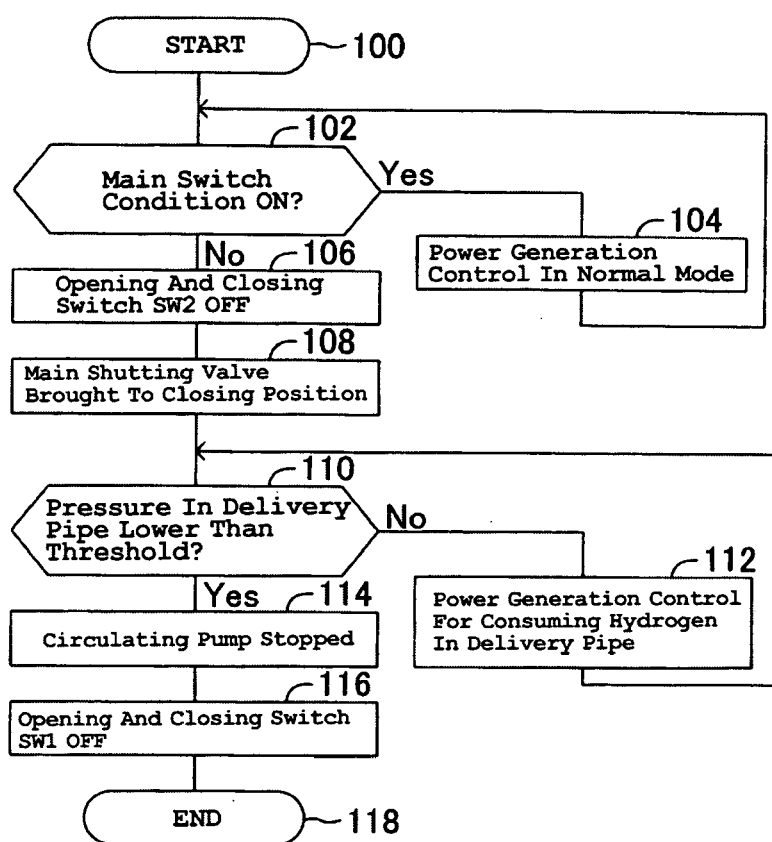 START
100
102
Main Switch
Condition ON?
Yes
104
Power Generation
Control In Normal Mode
No
106
Opening And Closing
Switch SW2 OFF
108
Main Shutting Valve
Brought To Closing Position
110
Pressure In Delivery
Pipe Lower Than
Threshold?
No
112
Power Generation Control
For Consuming Hydrogen
In Delivery Pipe
Yes
114
Circulating Pump Stopped
116
Opening And Closing Switch
SW1 OFF
END
118